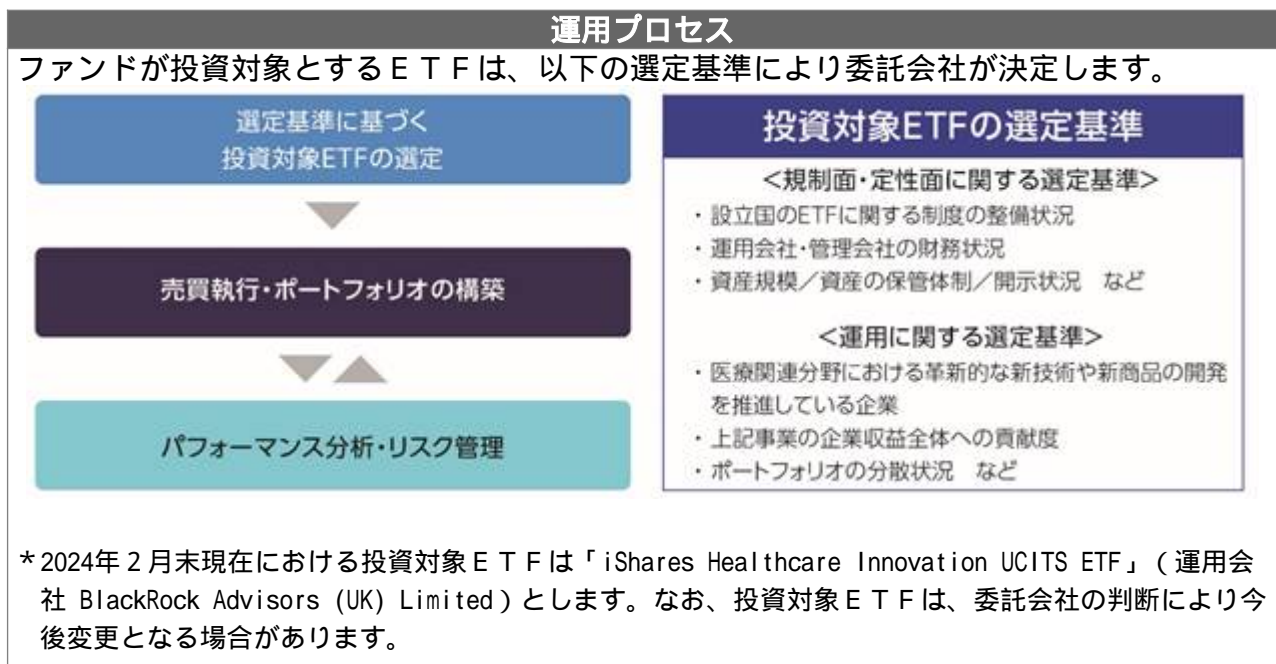 運用プロセス
ファンドが投資対象とするＥＴＦは、以下の選定基準により委託会社が決定します。
選定基準に基づく
投資対象ETFの選定
売買執行・ポートフォリオの構築
パフォーマンス分析・リスク管理
投資対象ETFの選定基準
＜規制面・定性面に関する選定基準＞
・設立国のETFに関する制度の整備状況
・運用会社・管理会社の財務状況
・資産規模／資産の保管体制／開示状況　など
＜運用に関する選定基準＞
・医療関連分野における革新的な新技術や新商品の開発
を推進している企業
・上記事業の企業収益全体への貢献度
・ポートフォリオの分散状況　など
＊2024年２月末現在における投資対象ＥＴＦは「iShares Healthcare Innovation UCITS ETF」（運用会
社 BlackRock Advisors (UK) Limited）とします。なお、投資対象ＥＴＦは、委託会社の判断により今
後変更となる場合があります。